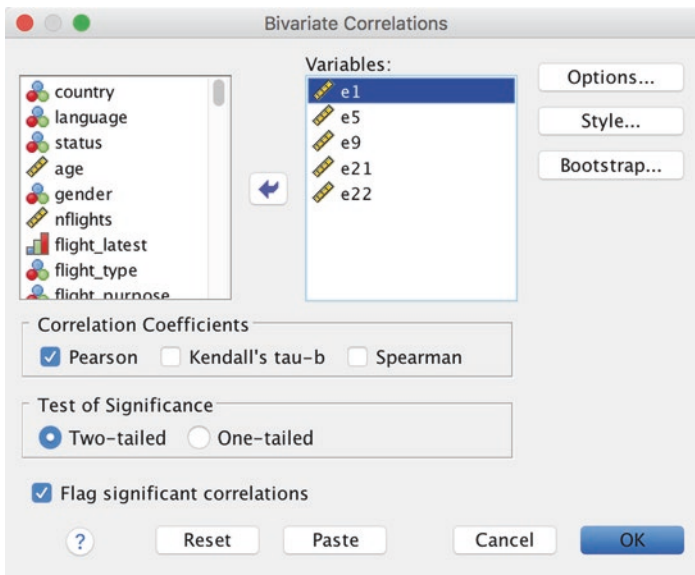 Bivariate Correlations
country
language
status
age
gender
nflights
flight_latest
flight_type
flight_purpose
Variables:
e1
e5
e9
e21
e22
Options...
Style...
Bootstrap...
Correlation Coefficients
Pearson Kendall's tau-b Spearman
Test of Significance
Two-tailed One-tailed
Flag significant correlations
? Reset Paste Cancel OK